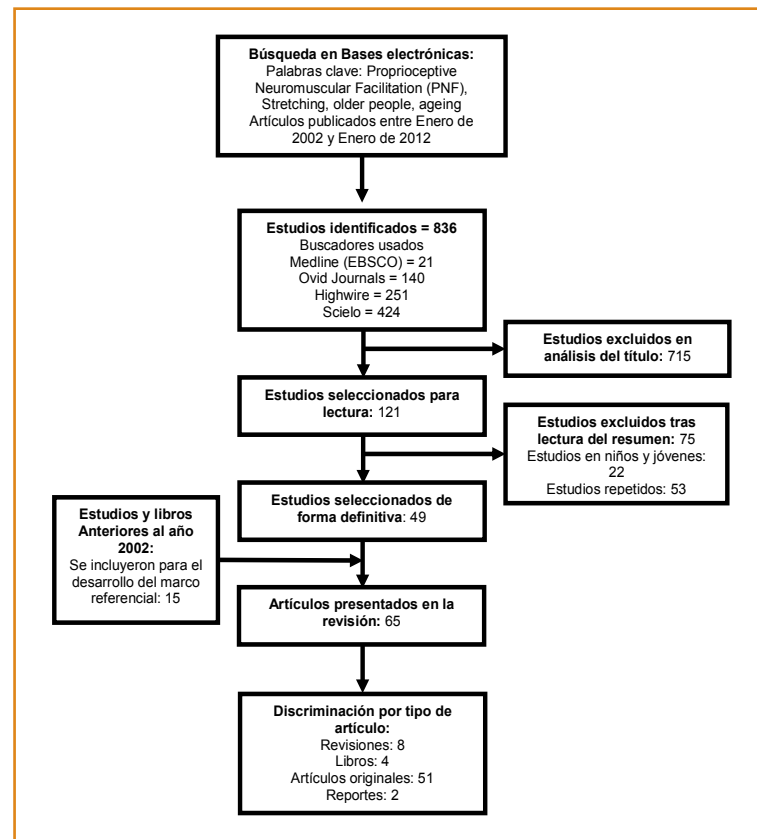 Búsqueda en Bases electrónicas:
Palabras clave: Proprioceptive
Neuromuscular Facilitation (PNF),
Stretching, older people, ageing
Artículos publicados entre Enero de
2002 y Enero de 2012
Estudios identificados = 836
Buscadores usados
Medline (EBSCO) = 21
Ovid Journals = 140
Highwire = 251
Scielo = 424
Estudios excluidos en
análisis del título: 715
Estudios seleccionados para
lectura: 121
Estudios excluidos tras
lectura del resumen: 75
Estudios en niños y jóvenes:
22
Estudios repetidos: 53
Estudios seleccionados de
forma definitiva: 49
Estudios y libros
Anteriores al año
2002:
Se incluyeron para el
desarrollo del marco
referencial: 15
Artículos presentados en la
revisión: 65
Discriminación por tipo de
artículo:
Revisiones: 8
Libros: 4
Artículos originales: 51
Reportes: 2